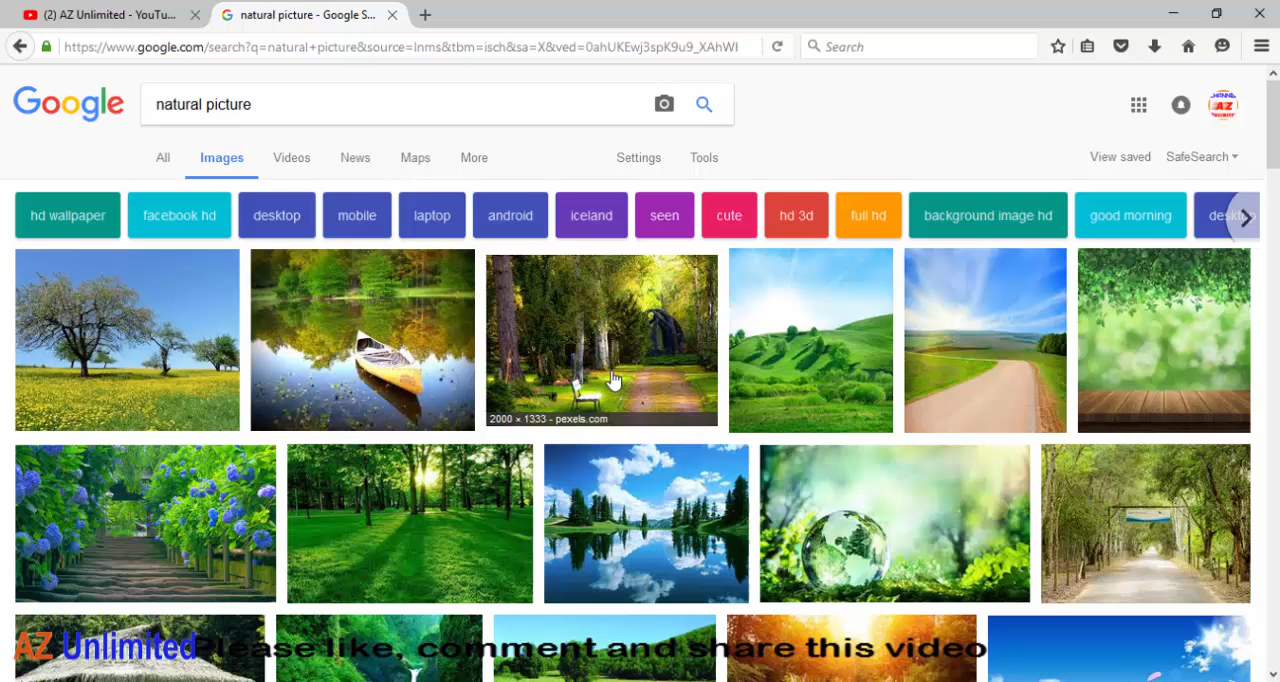 (2) AZ Unlimited - YouTu...
natural picture - Google S...
https://www.google.com/search?q=natural+picture&source=lnms&tbm=isch&sa=X&ved=0ahUKEwj3spK9u9_XAhWI
Search
Google
natural picture
AZ
All
Images
Videos
News
Maps
More
Settings
Tools
View saved
SafeSearch
hd wallpaper
facebook hd
desktop
mobile
laptop
android
iceland
seen
cute
hd 3d
full hd
background image hd
good morning
2000 × 1333 - pexels.com
AZ Unlimited Please like, comment and share this video